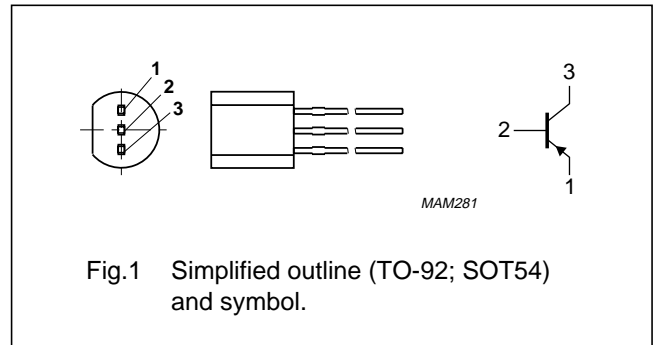 1
2
3
3
2
1
MAM281
Fig.1 Simplified outline (TO-92; SOT54)
and symbol.